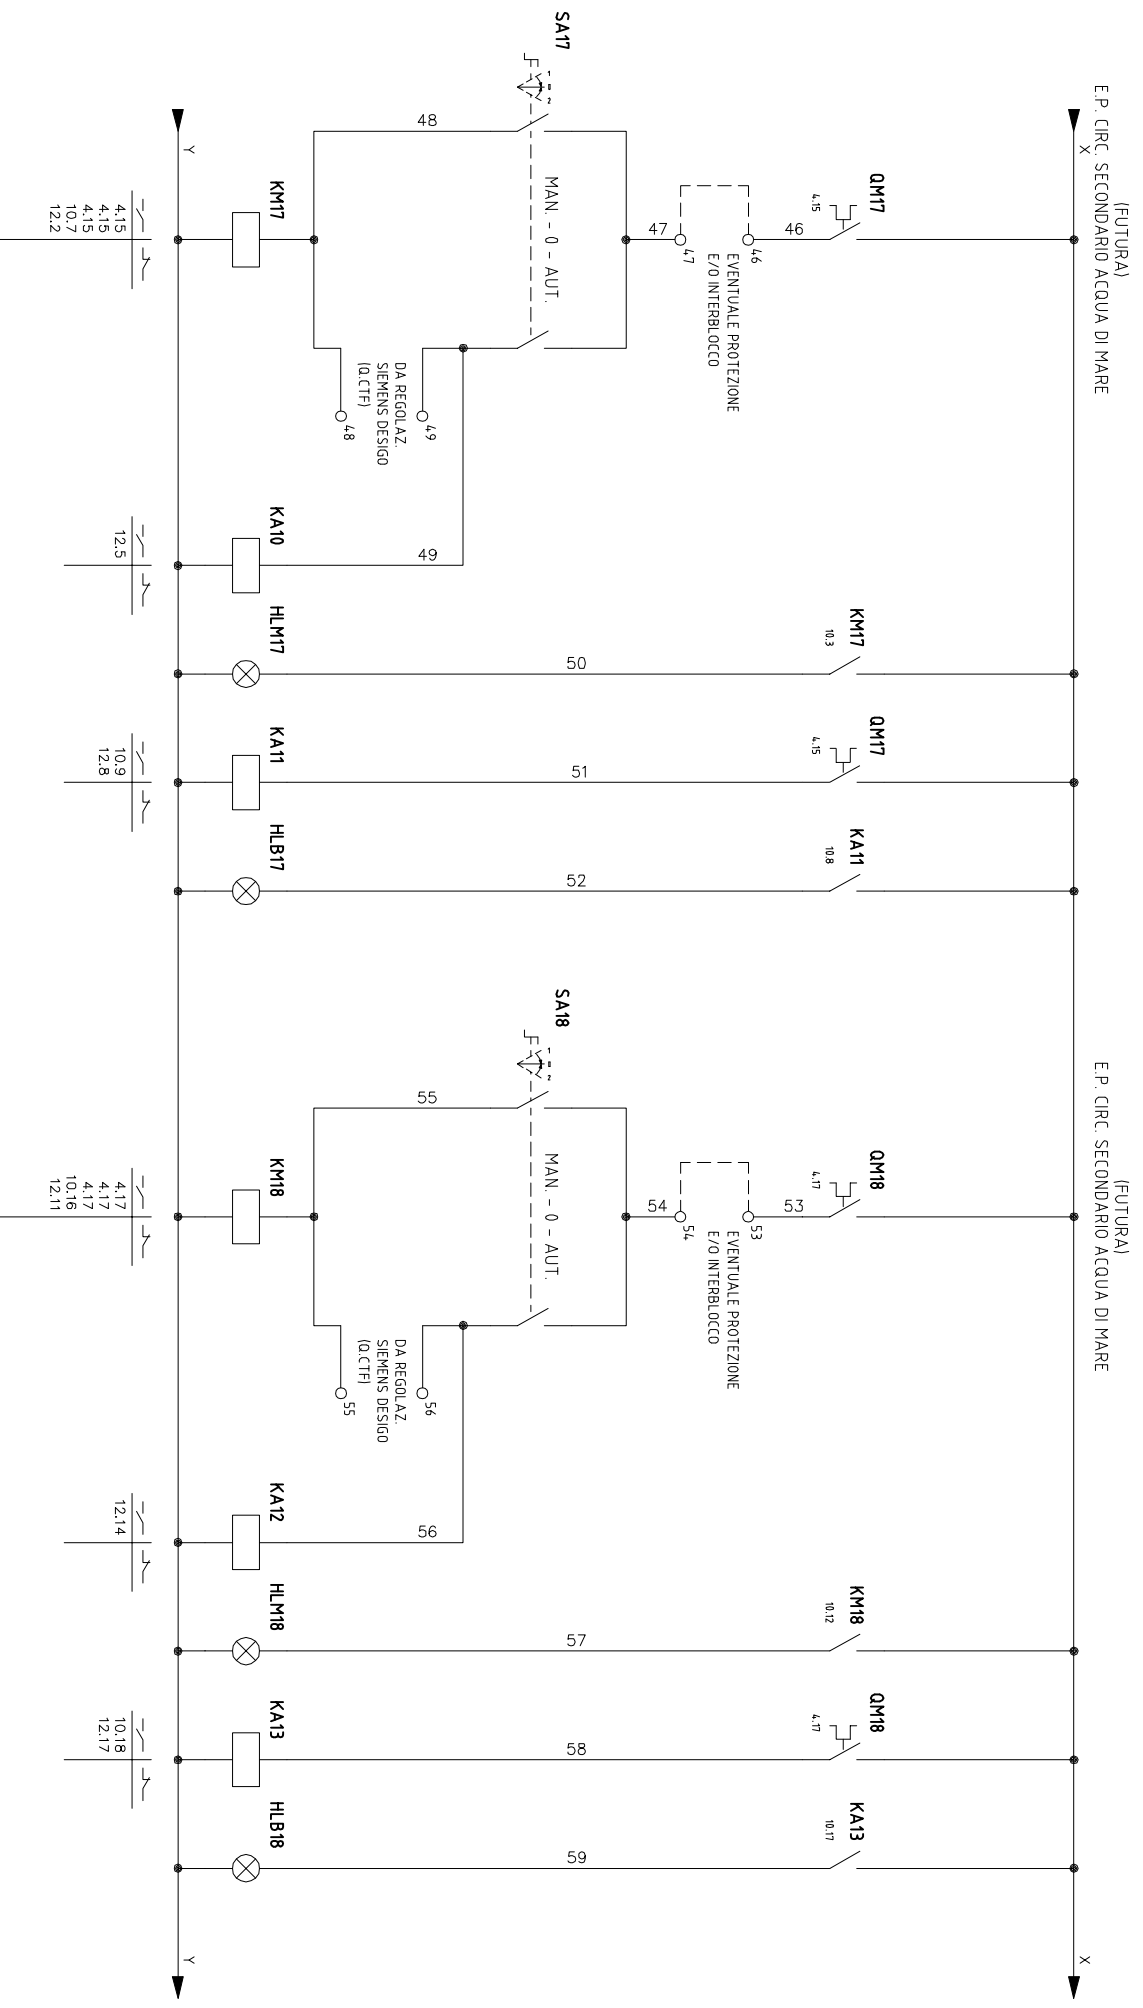 (FUTURA)
E.P. CIRC. SECONDARIO ACQUA DI MARE
(FUTURA)
E.P. CIRC. SECONDARIO ACQUA DI MARE
X
X
QM17
4.15
46
46
EVENTUALE PROTEZIONE
E/O INTERBLOCCO
47
47
SA17
1
0
2
MAN. - 0 - AUT.
48
49
DA REGOLAZ.
SIEMENS DESIGO
(Q.CTF)
48
49
KM17
KA10
KM17
10.3
50
HLM17
QM17
4.15
51
KA11
KA11
10.8
52
HLB17
QM18
4.17
53
53
EVENTUALE PROTEZIONE
E/O INTERBLOCCO
54
54
SA18
1
0
2
MAN. - 0 - AUT.
55
56
DA REGOLAZ.
SIEMENS DESIGO
(Q.CTF)
55
56
KM18
KA12
KM18
10.12
57
HLM18
QM18
4.17
58
KA13
KA13
10.17
59
HLB18
Y
Y
4.15
4.15
4.15
10.7
12.2
12.5
10.9
12.8
4.17
4.17
4.17
10.16
12.11
12.14
10.18
12.17